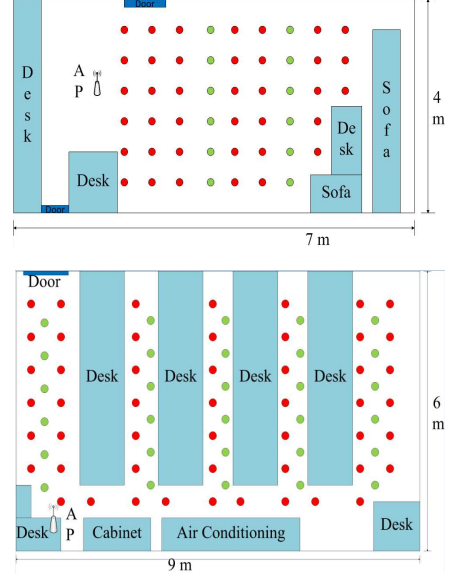 Door
D
e
s
k
A
P
S
o
f
a
4
m
De
sk
Desk
Sofa
Door
7 m
Door
Desk
Desk
Desk
Desk
6
m
A
P
Desk
Cabinet
Air Conditioning
Desk
9 m